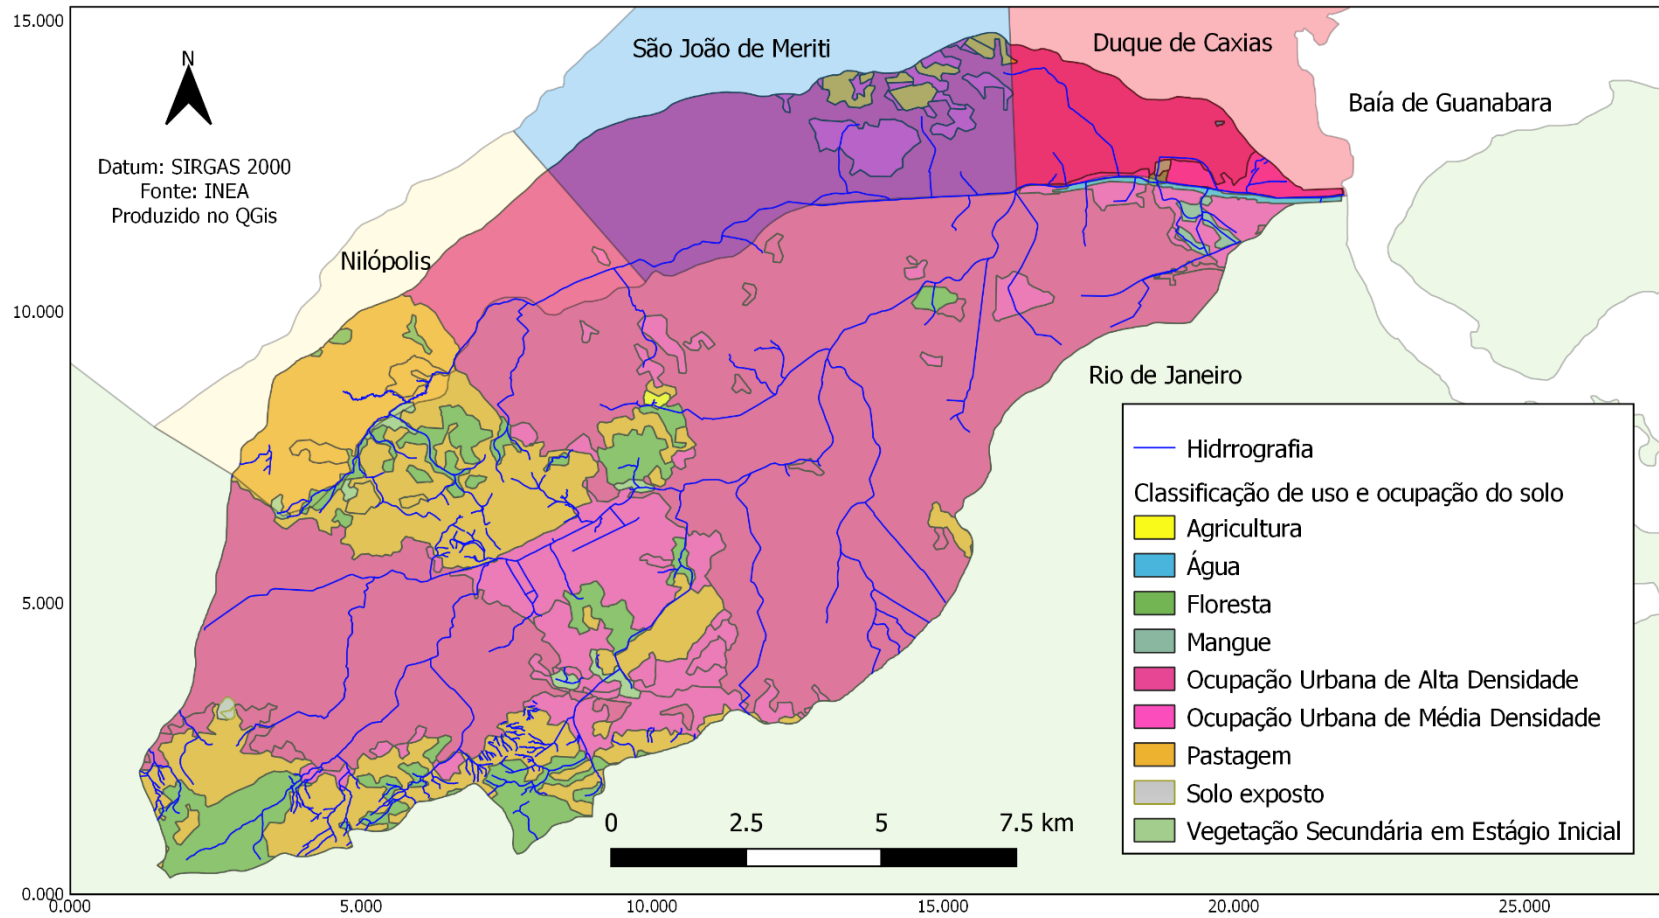 15.000
São João de Meriti
Duque de Caxias
N
Baía de Guanabara
Datum: SIRGAS 2000
Fonte: INEA
Produzido no QGis
Nilópolis
10.000
Rio de Janeiro
Hidrrografia
Classificação de uso e ocupação do solo
Agricultura
Água
Floresta
Mangue
Ocupação Urbana de Alta Densidade
Ocupação Urbana de Média Densidade
Pastagem
Solo exposto
Vegetação Secundária em Estágio Inicial
5.000
0 2.5 5 7.5 km
0.000
0.000 5.000 10.000 15.000 20.000 25.000